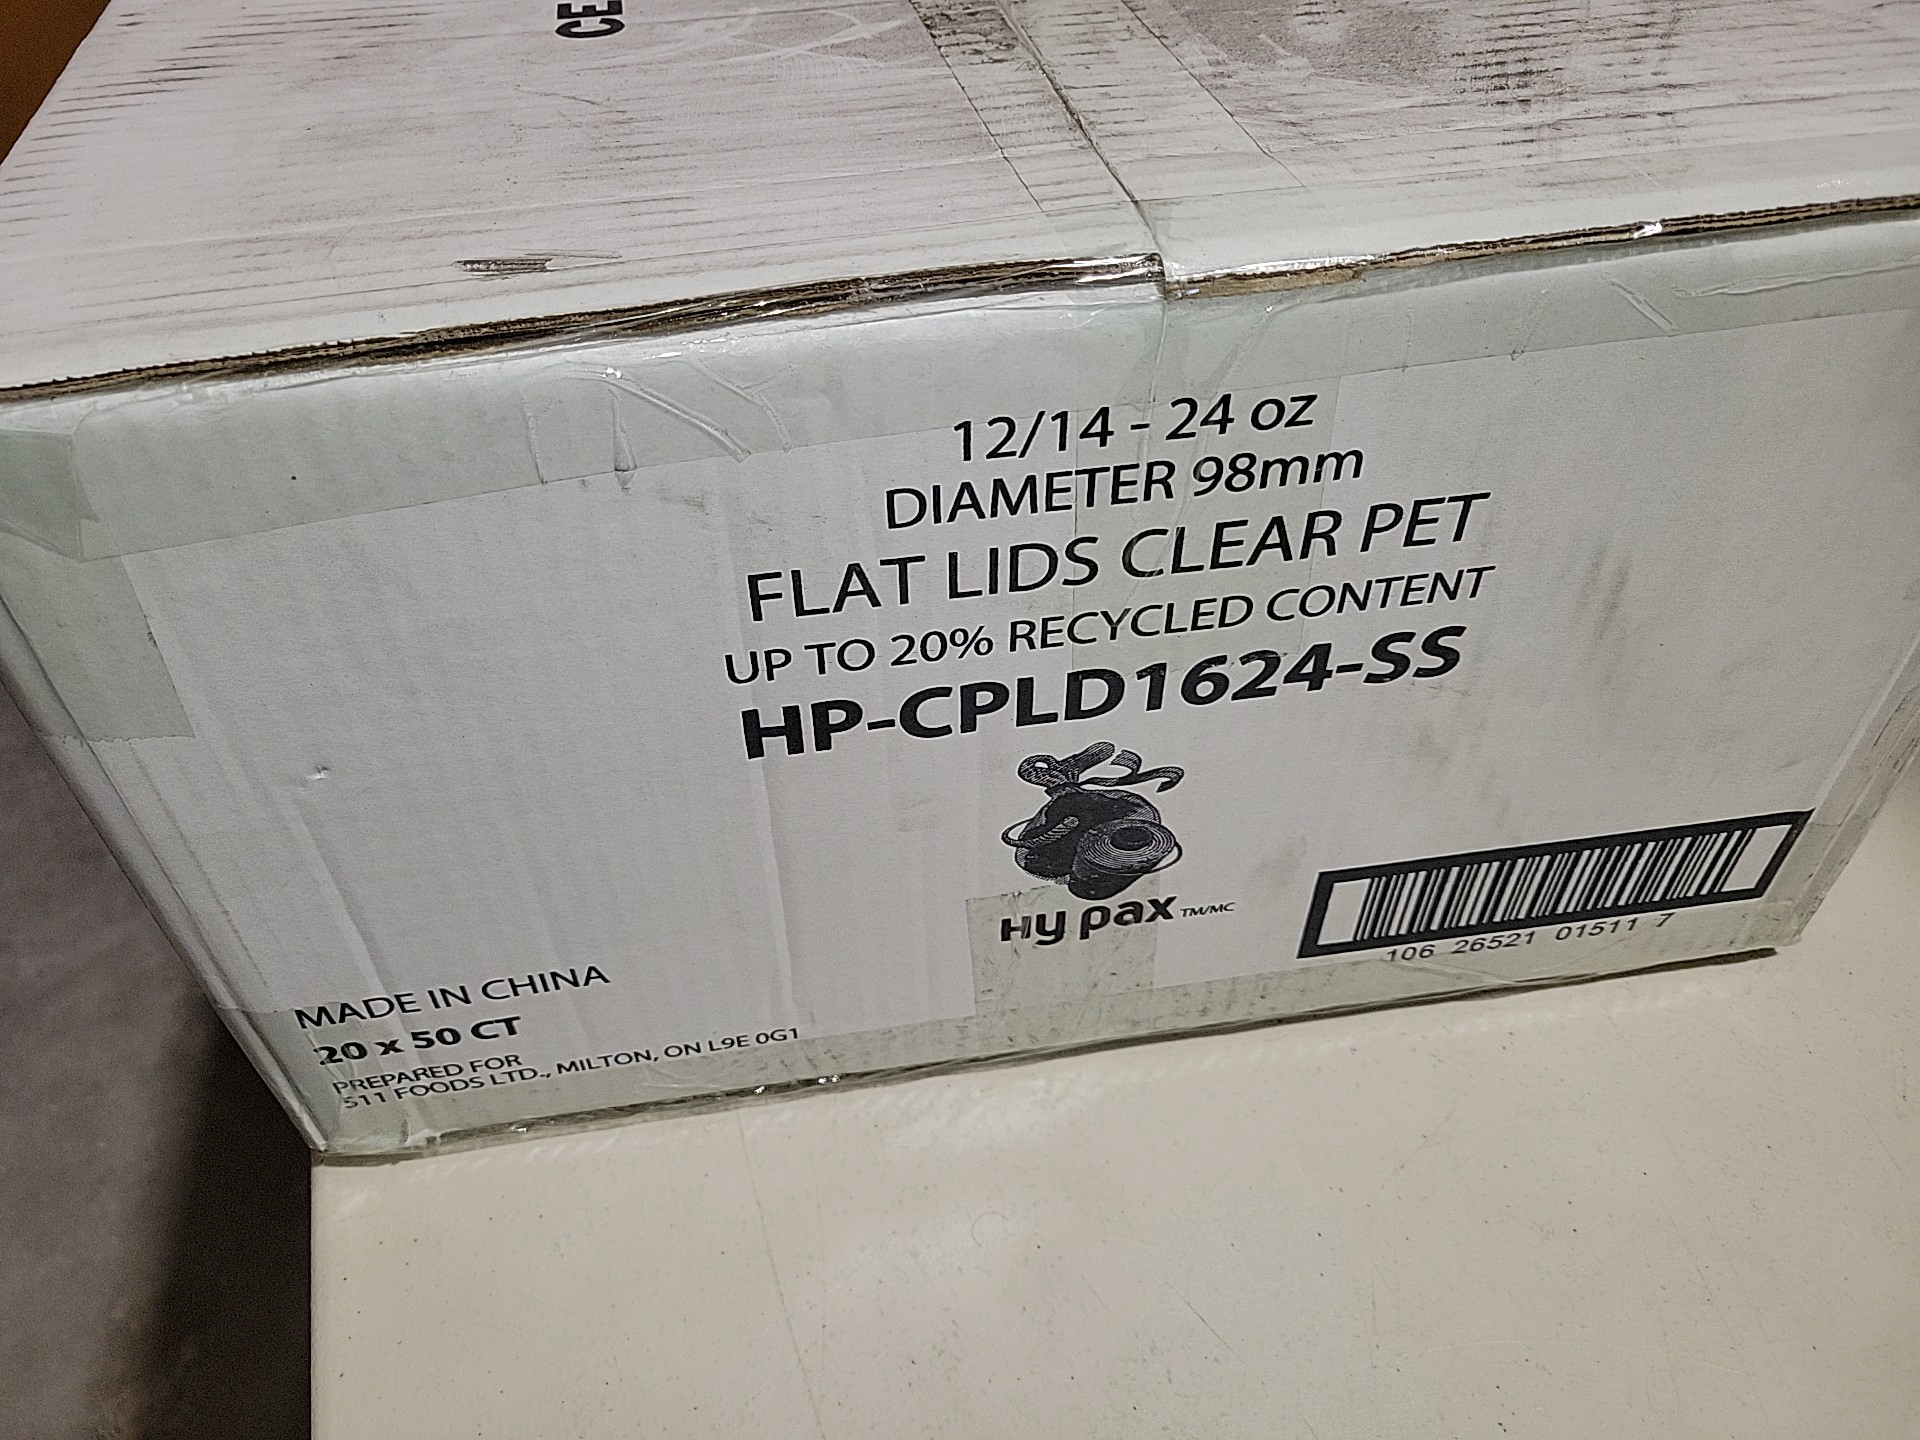 CE
12/14 - 24 oz
DIAMETER 98mm
FLAT LIDS CLEAR PET
UP TO 20% RECYCLED CONTENT
HP-CPLD1624-SS
Hy pax TM/MC
106 26521 01511 7
MADE IN CHINA
20 x 50 CT
PREPARED FOR
511 FOODS LTD., MILTON, ON L9E 0G1